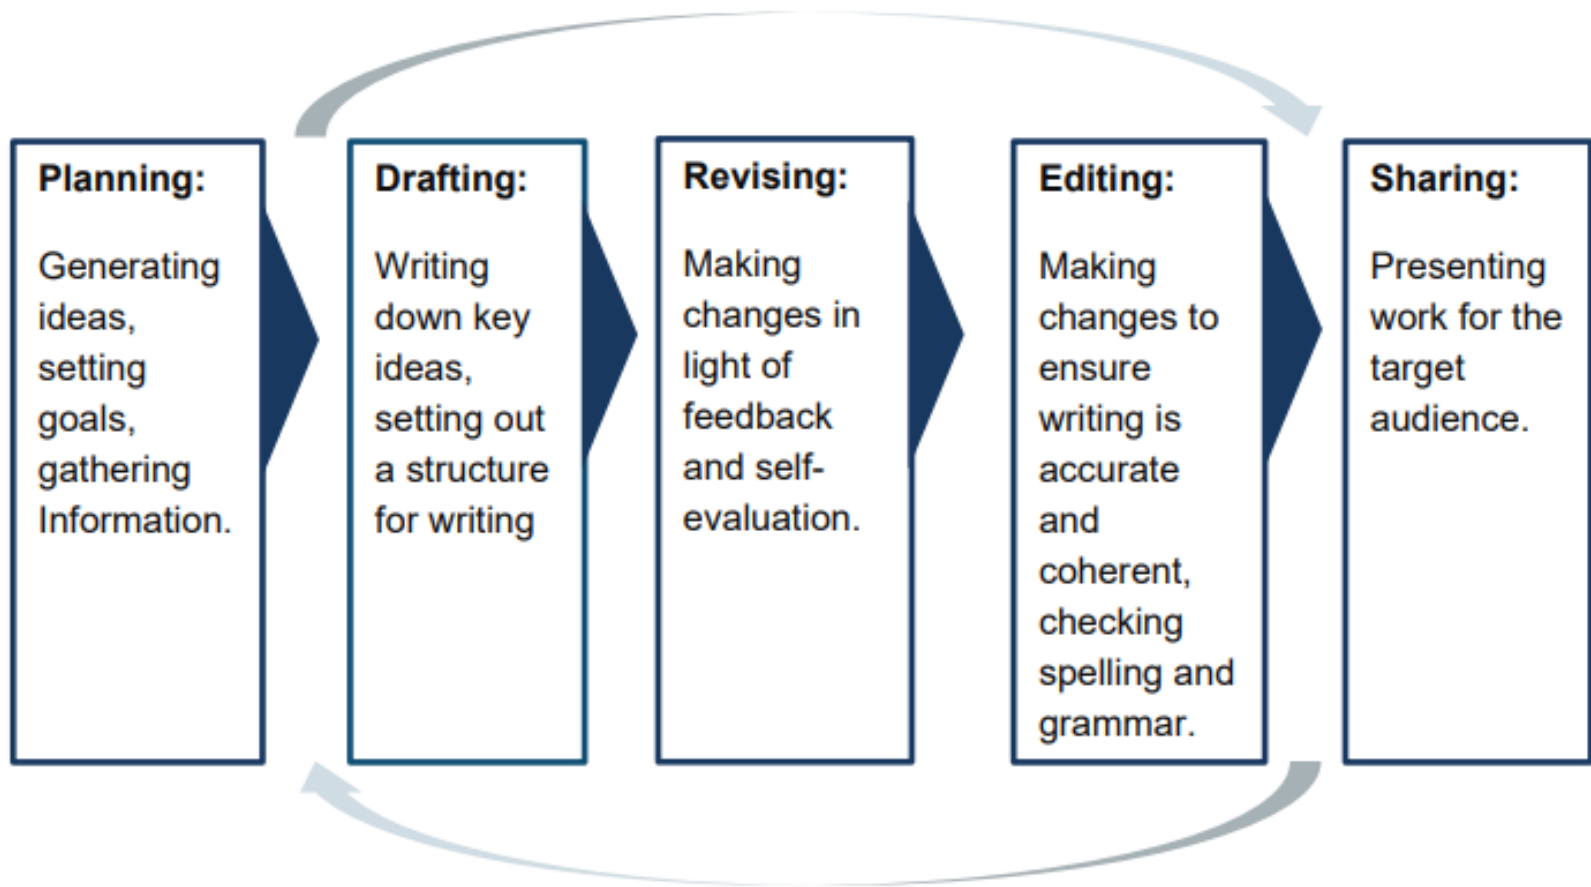 Planning:
Generating
ideas,
setting
goals,
gathering
Information.
Drafting:
Writing
down key
ideas,
setting out
a structure
for writing
Revising:
Making
changes in
light of
feedback
and self-
evaluation.
Editing:
Making
changes to
ensure
writing is
accurate
and
coherent,
checking
spelling and
grammar.
Sharing:
Presenting
work for the
target
audience.